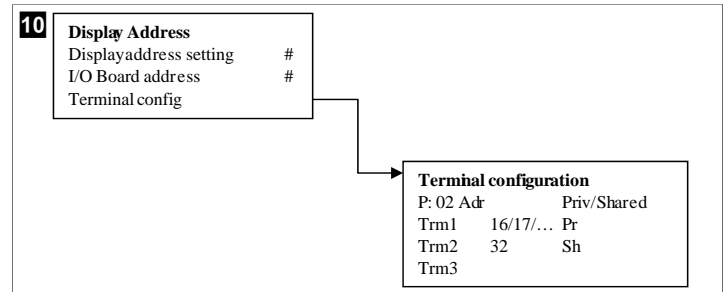 10
Display Address
Displayaddress setting #
I/O Board address #
Terminal config
Terminal configuration
P: 02 Adr Priv/Shared
Trm1 16/17/… Pr
Trm2 32 Sh
Trm3